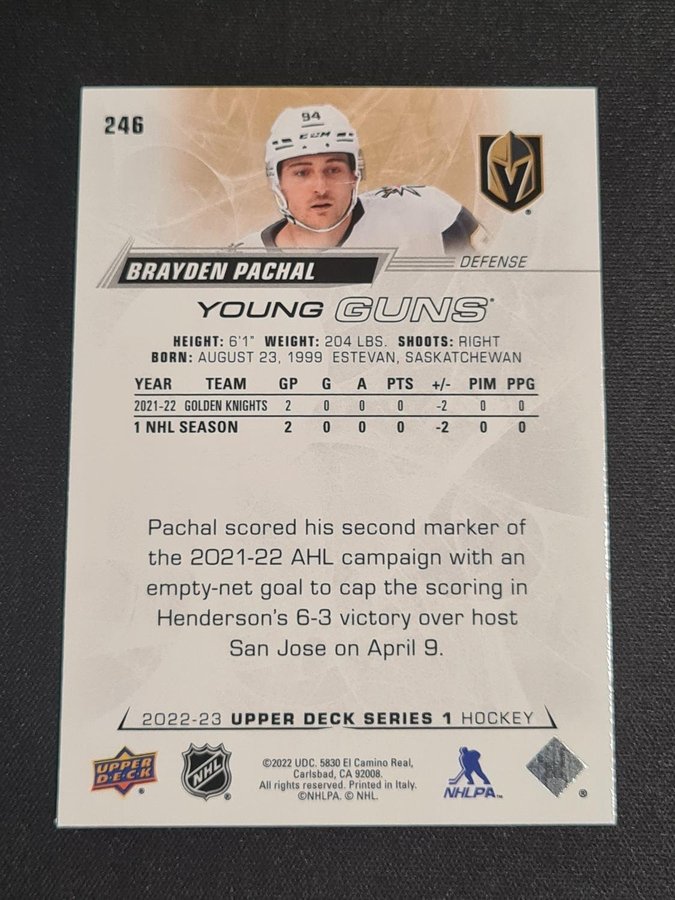 246
94
CCM
BRAYDEN PACHAL
DEFENSE
YOUNG GUNS®
HEIGHT: 6'1" WEIGHT: 204 LBS. SHOOTS: RIGHT
BORN: AUGUST 23, 1999 ESTEVAN, SASKATCHEWAN
YEAR TEAM GP G A PTS +/- PIM PPG
2021-22 GOLDEN KNIGHTS 2 0 0 0 -2 0 0
1 NHL SEASON 2 0 0 0 -2 0 0
Pachal scored his second marker of
the 2021-22 AHL campaign with an
empty-net goal to cap the scoring in
Henderson's 6-3 victory over host
San Jose on April 9.
2022-23 UPPER DECK SERIES 1 HOCKEY
UPPER
D·E·C·K
®
NHL
®
©2022 UDC. 5830 El Camino Real,
Carlsbad, CA 92008.
All rights reserved. Printed in Italy.
©NHLPA. © NHL.
NHLPA
®